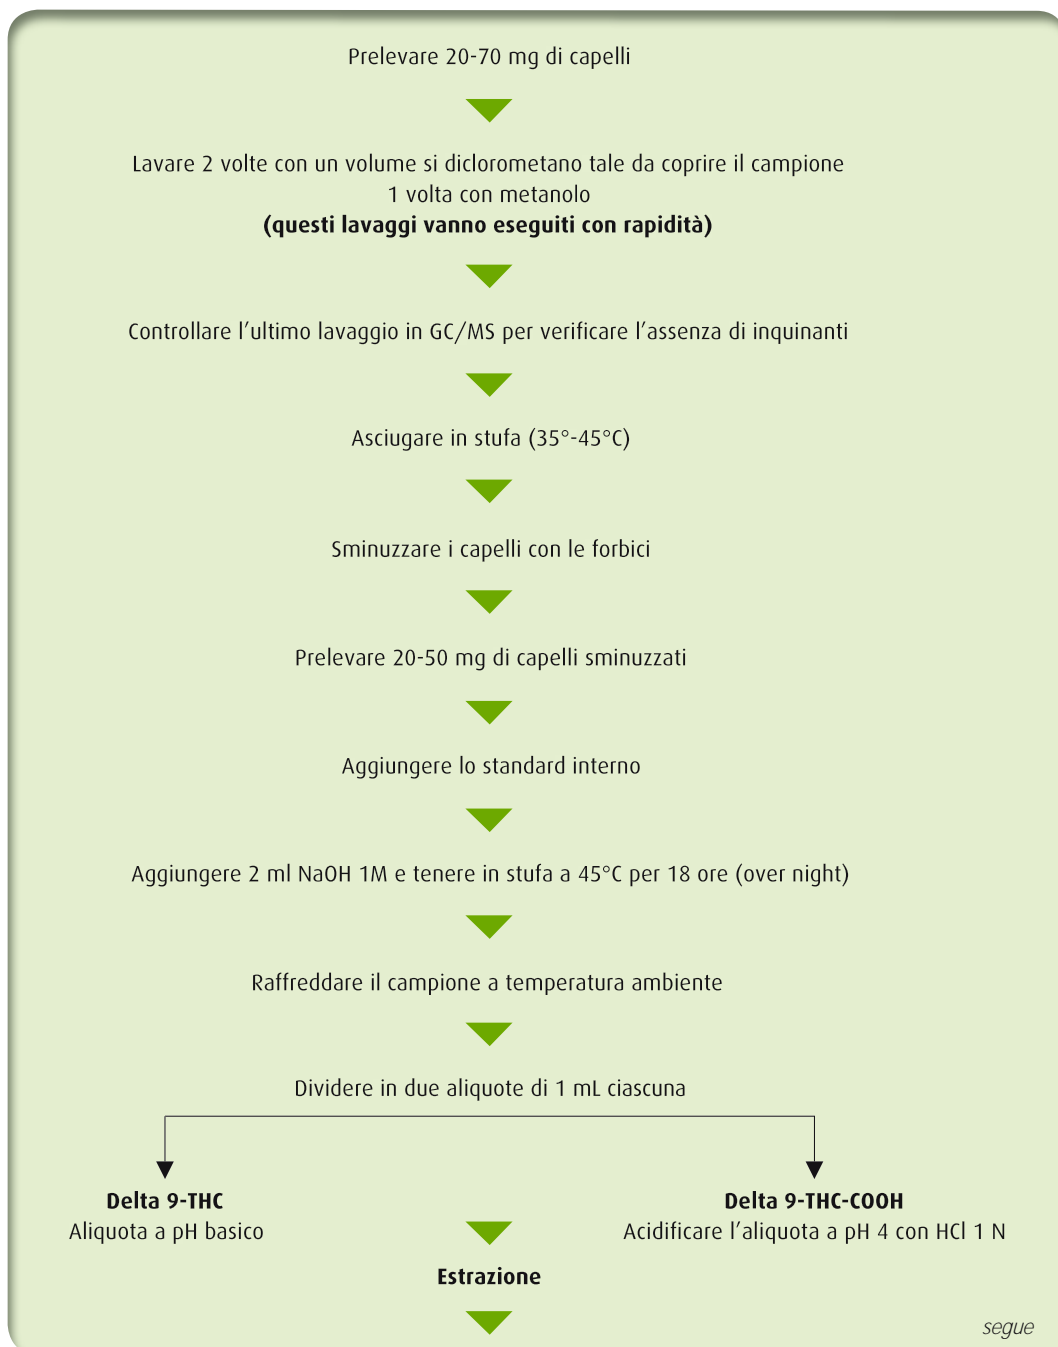 Prelevare 20-70 mg di capelli
Lavare 2 volte con un volume si diclorometano tale da coprire il campione
1 volta con metanolo
(questi lavaggi vanno eseguiti con rapidità)
Controllare l'ultimo lavaggio in GC/MS per verificare l'assenza di inquinanti
Asciugare in stufa (35°-45°C)
Sminuzzare i capelli con le forbici
Prelevare 20-50 mg di capelli sminuzzati
Aggiungere lo standard interno
Aggiungere 2 ml NaOH 1M e tenere in stufa a 45°C per 18 ore (over night)
Raffreddare il campione a temperatura ambiente
Dividere in due aliquote di 1 mL ciascuna
Delta 9-THC
Aliquota a pH basico
Delta 9-THC-COOH
Acidificare l'aliquota a pH 4 con HCl 1 N
Estrazione
segue